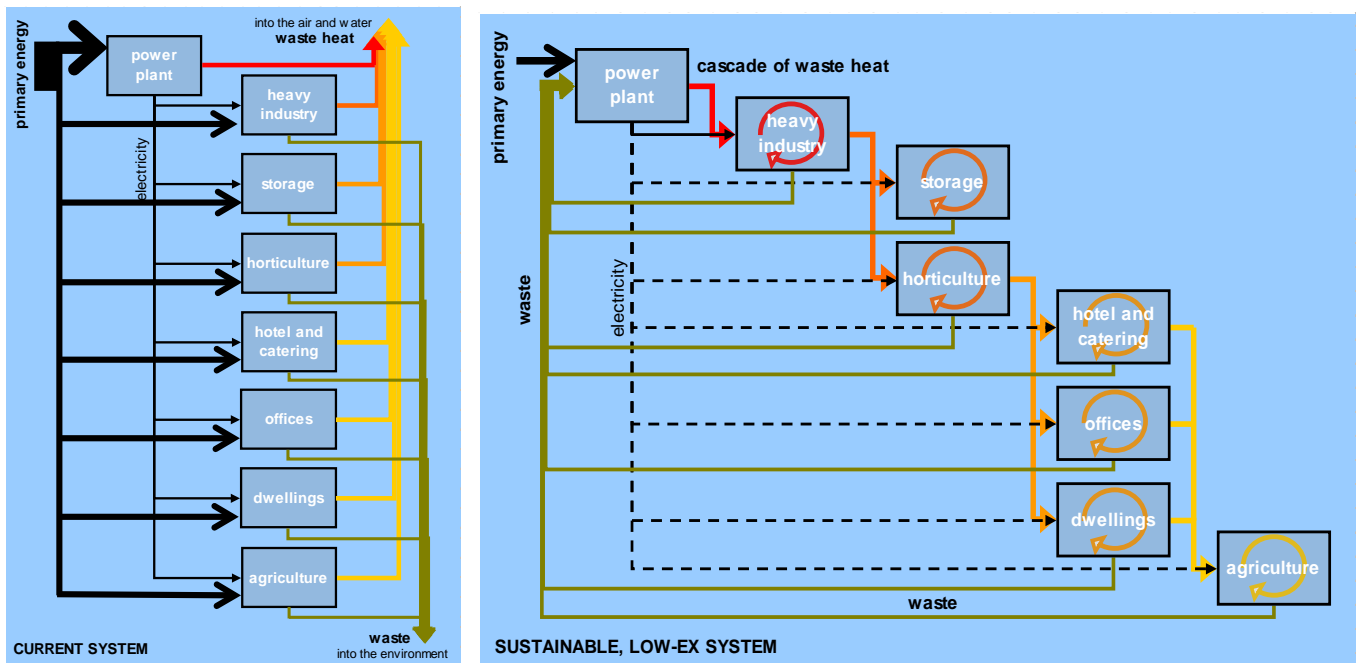 into the air and water
waste heat
primary energy
power
plant
heavy
industry
electricity
storage
horticulture
hotel and
catering
offices
dwellings
agriculture
waste
into the environment
CURRENT SYSTEM
primary energy
power
plant
cascade of waste heat
heavy
industry
storage
waste
electricity
horticulture
hotel and
catering
offices
dwellings
agriculture
waste
SUSTAINABLE, LOW-EX SYSTEM